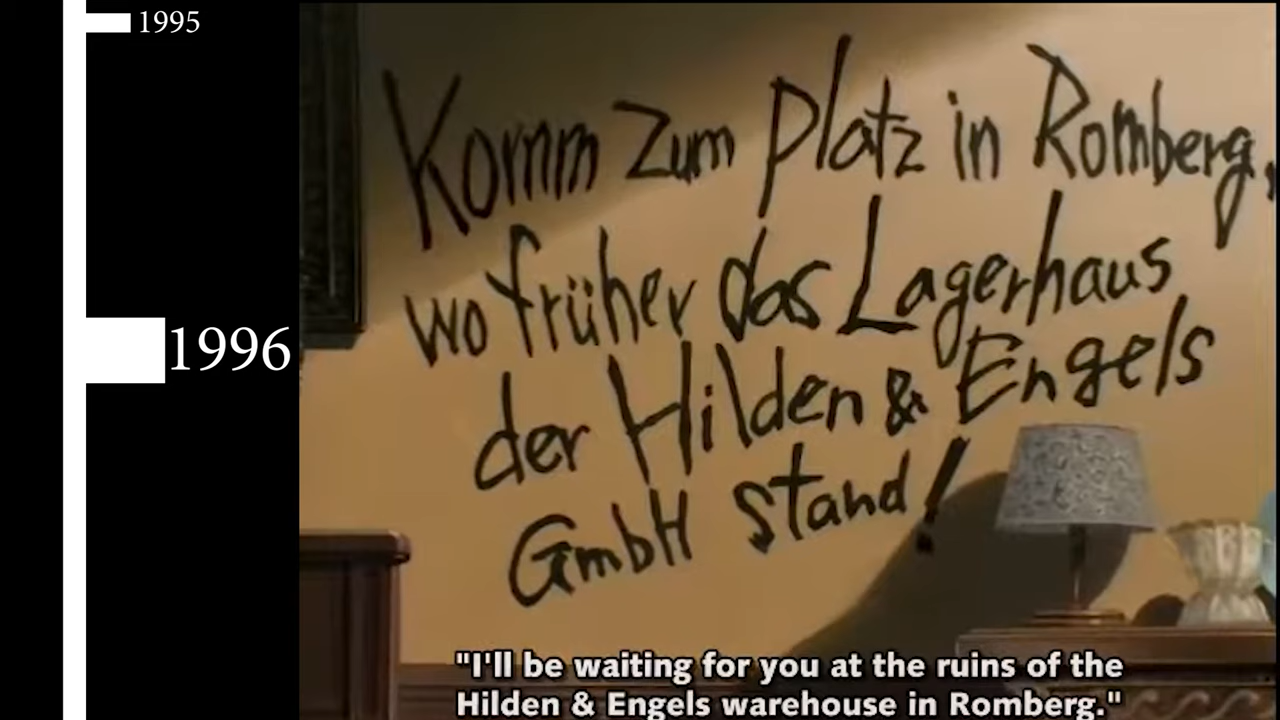 1995
1996
Komm zum Platz in Romberg,
wo früher das Lagerhaus
der Hilden & Engels
GmbH stand!
"I'll be waiting for you at the ruins of the
Hilden & Engels warehouse in Romberg."